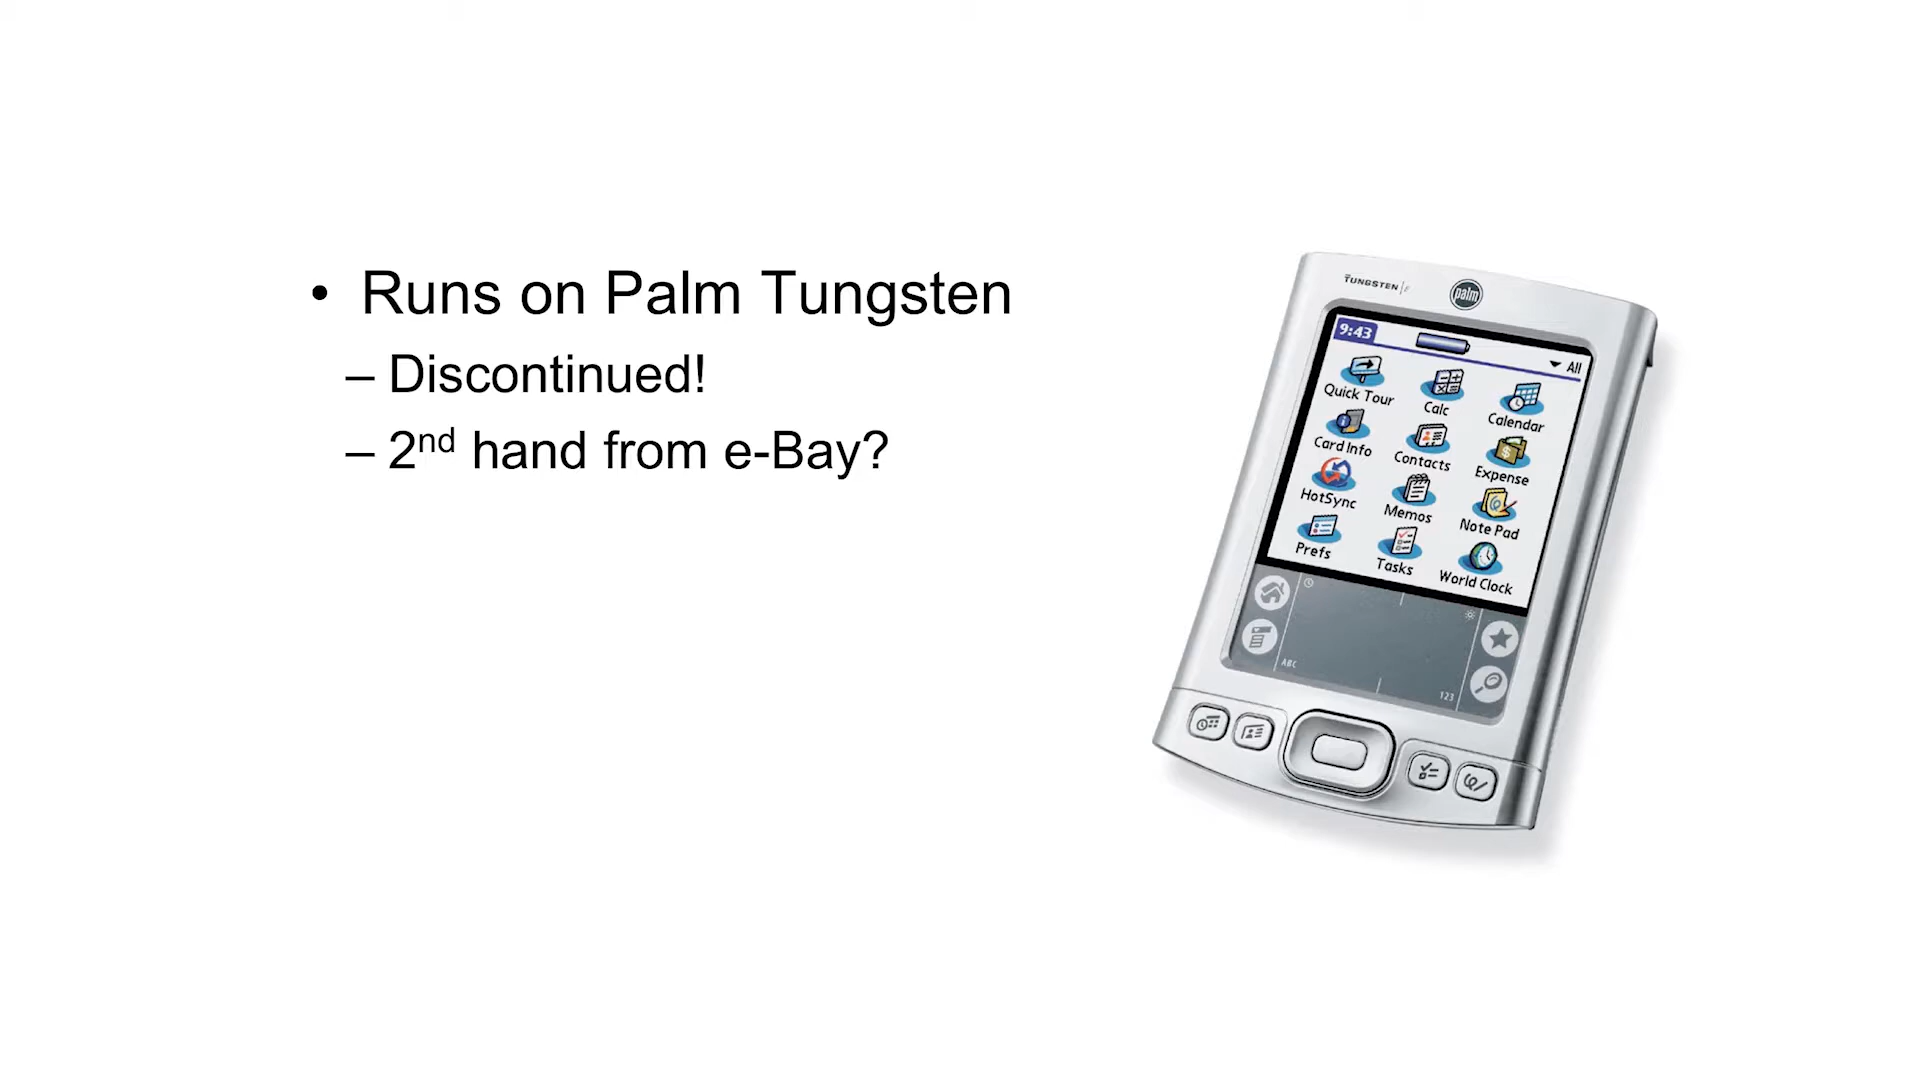 • Runs on Palm Tungsten
– Discontinued!
– 2nd hand from e-Bay?
TUNGSTEN
palm
9:43
All
Quick Tour
Calc
Calendar
Card Info
Contacts
Expense
HotSync
Memos
Note Pad
Prefs
Tasks
World Clock
ABC
123